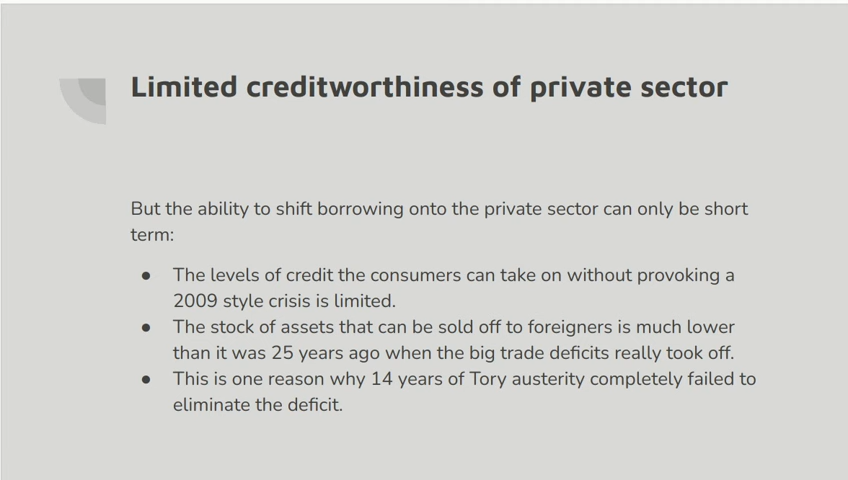 Limited creditworthiness of private sector
But the ability to shift borrowing onto the private sector can only be short
term:
● The levels of credit the consumers can take on without provoking a
2009 style crisis is limited.
● The stock of assets that can be sold off to foreigners is much lower
than it was 25 years ago when the big trade deficits really took off.
● This is one reason why 14 years of Tory austerity completely failed to
eliminate the deficit.